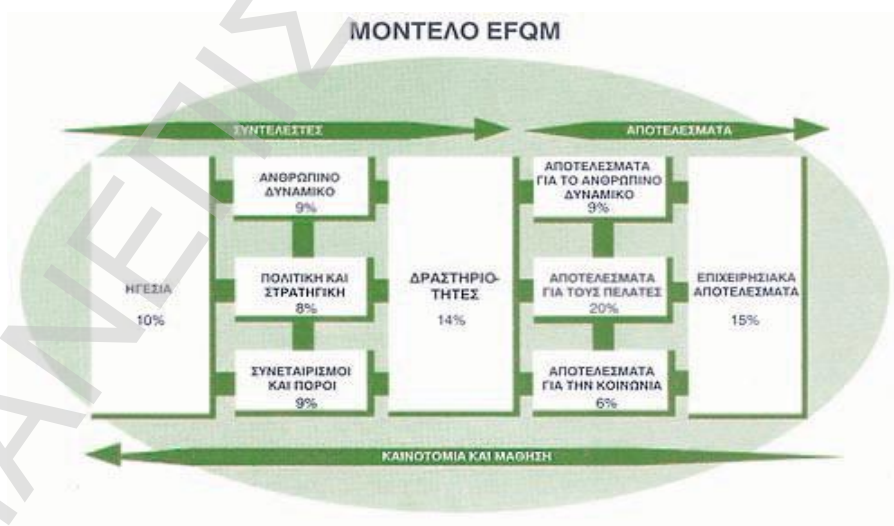 ΜΟΝΤΕΛΟ EFQM
ΣΥΝΤΕΛΕΣΤΕΣ
ΑΠΟΤΕΛΕΣΜΑΤΑ
ΗΓΕΣΙΑ
10%
ΑΝΘΡΩΠΙΝΟ
ΔΥΝΑΜΙΚΟ
9%
ΠΟΛΙΤΙΚΗ ΚΑΙ
ΣΤΡΑΤΗΓΙΚΗ
8%
ΣΥΝΕΤΑΙΡΙΣΜΟΙ
ΚΑΙ ΠΟΡΟΙ
9%
ΔΡΑΣΤΗΡΙΟ-
ΤΗΤΕΣ
14%
ΑΠΟΤΕΛΕΣΜΑΤΑ
ΓΙΑ ΤΟ ΑΝΘΡΩΠΙΝΟ
ΔΥΝΑΜΙΚΟ
9%
ΑΠΟΤΕΛΕΣΜΑΤΑ
ΓΙΑ ΤΟΥΣ ΠΕΛΑΤΕΣ
20%
ΑΠΟΤΕΛΕΣΜΑΤΑ
ΓΙΑ ΤΗΝ ΚΟΙΝΩΝΙΑ
6%
ΕΠΙΧΕΙΡΗΣΙΑΚΑ
ΑΠΟΤΕΛΕΣΜΑΤΑ
15%
ΚΑΙΝΟΤΟΜΙΑ ΚΑΙ ΜΑΘΗΣΗ